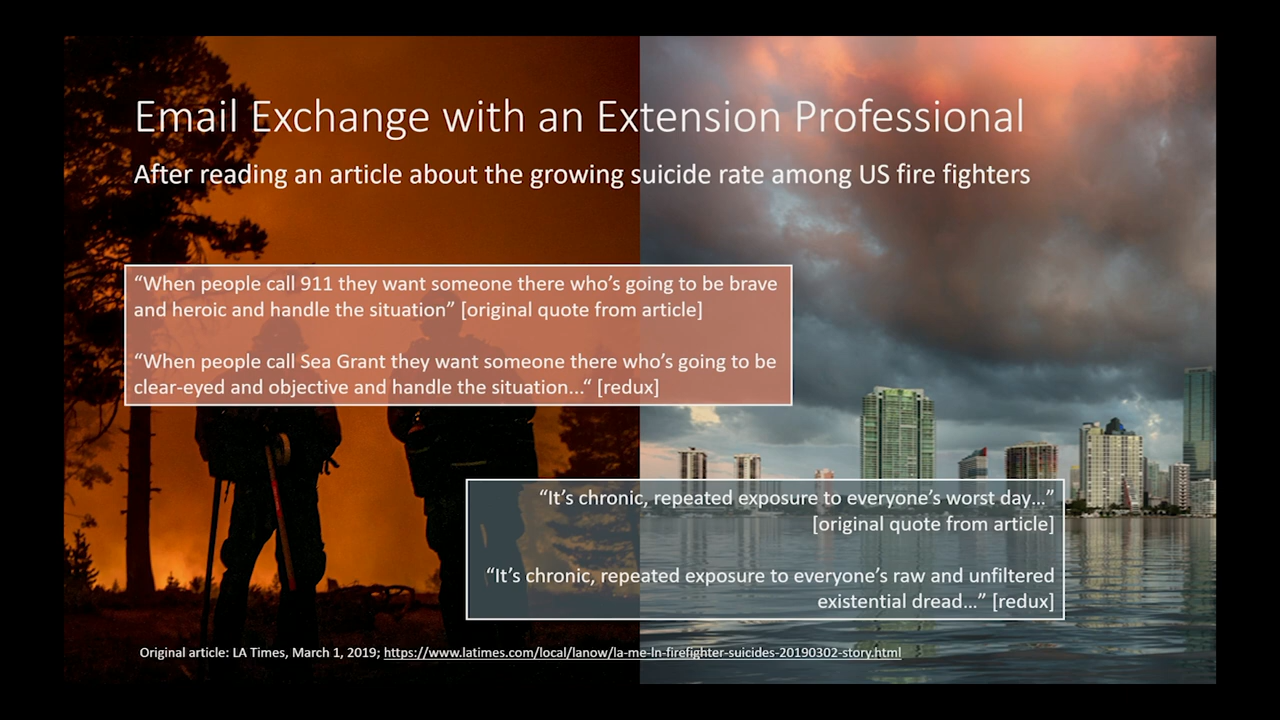 Email Exchange with an Extension Professional
After reading an article about the growing suicide rate among US fire fighters
“When people call 911 they want someone there who’s going to be brave
and heroic and handle the situation” [original quote from article]
“When people call Sea Grant they want someone there who’s going to be
clear-eyed and objective and handle the situation...“ [redux]
“It’s chronic, repeated exposure to everyone’s worst day…”
[original quote from article]
“It’s chronic, repeated exposure to everyone’s raw and unfiltered
existential dread…” [redux]
Original article: LA Times, March 1, 2019; https://www.latimes.com/local/lanow/la-me-ln-firefighter-suicides-20190302-story.html